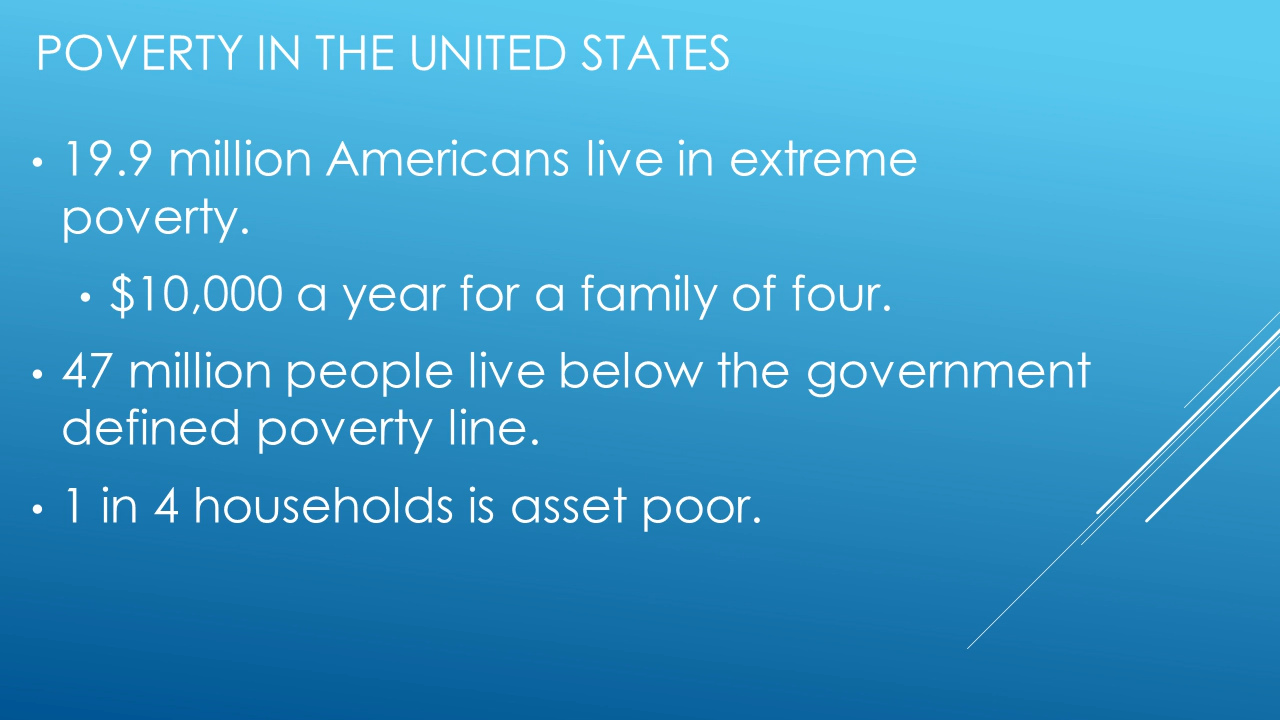 POVERTY IN THE UNITED STATES
• 19.9 million Americans live in extreme
poverty.
• $10,000 a year for a family of four.
• 47 million people live below the government
defined poverty line.
• 1 in 4 households is asset poor.